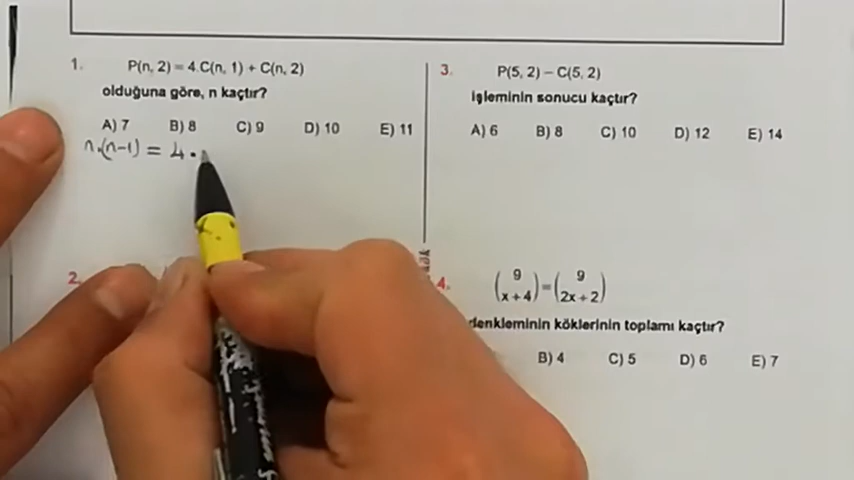 1. P(n, 2) = 4.C(n, 1) + C(n, 2)
olduğuna göre, n kaçtır?
A) 7 B) 8 C) 9 D) 10 E) 11
n.(n-1) = 4.
2.
3. P(5, 2) – C(5, 2)
işleminin sonucu kaçtır?
A) 6 B) 8 C) 10 D) 12 E) 14
4. (9 x + 4) = (9 2x + 2)
denkleminin köklerinin toplamı kaçtır?
B) 4 C) 5 D) 6 E) 7